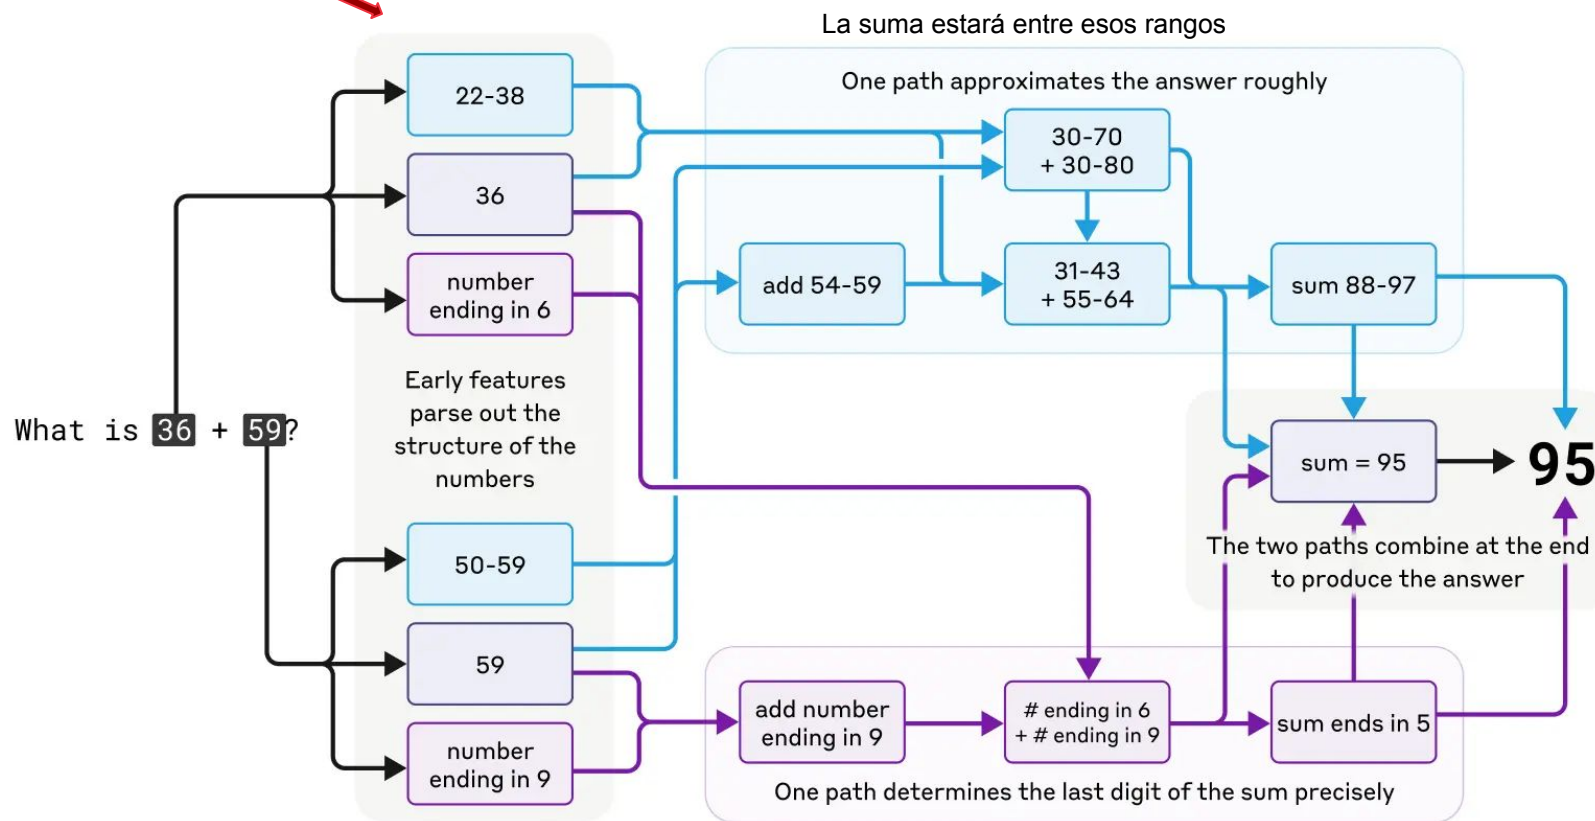 La suma estará entre esos rangos
One path approximates the answer roughly
22-38
36
number
ending in 6
Early features
parse out the
structure of the
numbers
What is 36 + 59?
50-59
59
number
ending in 9
30-70
+ 30-80
add 54-59
31-43
+ 55-64
sum 88-97
sum = 95
95
The two paths combine at the end
to produce the answer
add number
ending in 9
# ending in 6
+ # ending in 9
sum ends in 5
One path determines the last digit of the sum precisely